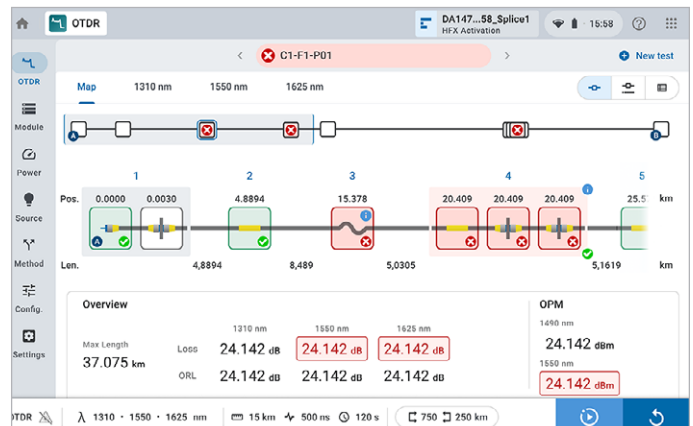 OTDR
DA147...58_Splice1
HFX Activation
15:58
C1-F1-P01
New test
OTDR
Module
Power
Source
Method
Config.
Settings
Map 1310 nm 1550 nm 1625 nm
A B
1 2 3 4 5
Pos. 0.0000 0.0030 4.8894 15.378 20.409 20.409 20.409 25.5 km
A
Len. 4,8894 8,489 5,0305 5,1619 km
Overview
1310 nm 1550 nm 1625 nm
Max Length
37.075 km
Loss 24.142 dB 24.142 dB 24.142 dB
ORL 24.142 dB 24.142 dB 24.142 dB
OPM
1490 nm
24.142 dBm
1550 nm
24.142 dBm
OTDR λ 1310 · 1550 · 1625 nm 15 km 500 ns 120 s 750 250 km